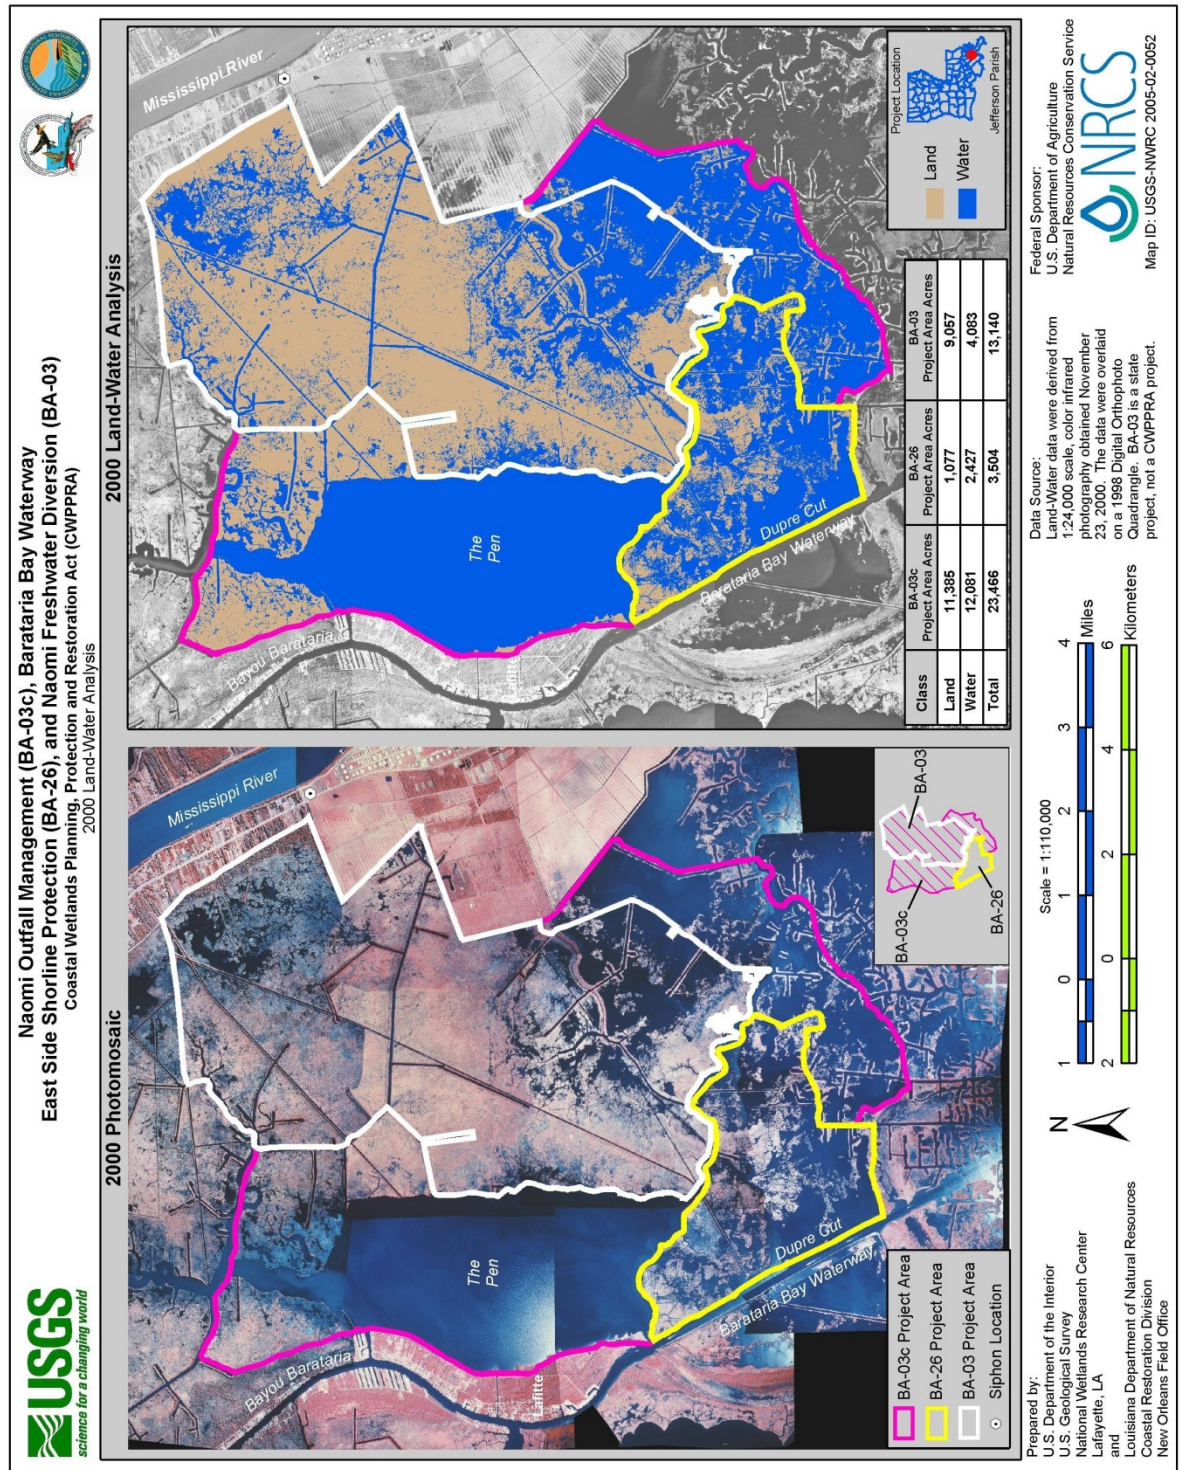 USGS
science for a changing world
Naomi Outfall Management (BA-03c), Barataria Bay Waterway
East Side Shorline Protection (BA-26), and Naomi Freshwater Diversion (BA-03)
Coastal Wetlands Planning, Protection and Restoration Act (CWPPRA)
2000 Land-Water Analysis
2000 Photomosaic
Mississippi River
The
Pen
Bayou Barataria
Lafitte
Dupre Cut
Barataria Bay Waterway
BA-03c Project Area
BA-26 Project Area
BA-03 Project Area
Siphon Location
BA-03c
BA-03
BA-26
2000 Land-Water Analysis
Mississippi River
The
Pen
Bayou Barataria
Lafitte
Dupre Cut
Barataria Bay Waterway
Class BA-03c Project Area Acres BA-26 Project Area Acres BA-03 Project Area Acres
Land 11,385 1,077 9,057
Water 12,081 2,427 4,083
Total 23,466 3,504 13,140
Land
Water
Project Location
Jefferson Parish
Prepared by:
U.S. Department of the Interior
U.S. Geological Survey
National Wetlands Research Center
Lafayette, LA
and
Louisiana Department of Natural Resources
Coastal Restoration Division
New Orleans Field Office
N
Scale = 1:110,000
1 0 1 2 3 4
Miles
2 0 2 4 6
Kilometers
Data Source:
Land-Water data were derived from
1:24,000 scale, color infrared
photography obtained November
23, 2000. The data were overlaid
on a 1998 Digital Orthophoto
Quadrangle. BA-03 is a state
project, not a CWPPRA project.
Federal Sponsor:
U.S. Department of Agriculture
Natural Resources Conservation Service
NRCS
Map ID: USGS-NWRC 2005-02-0052